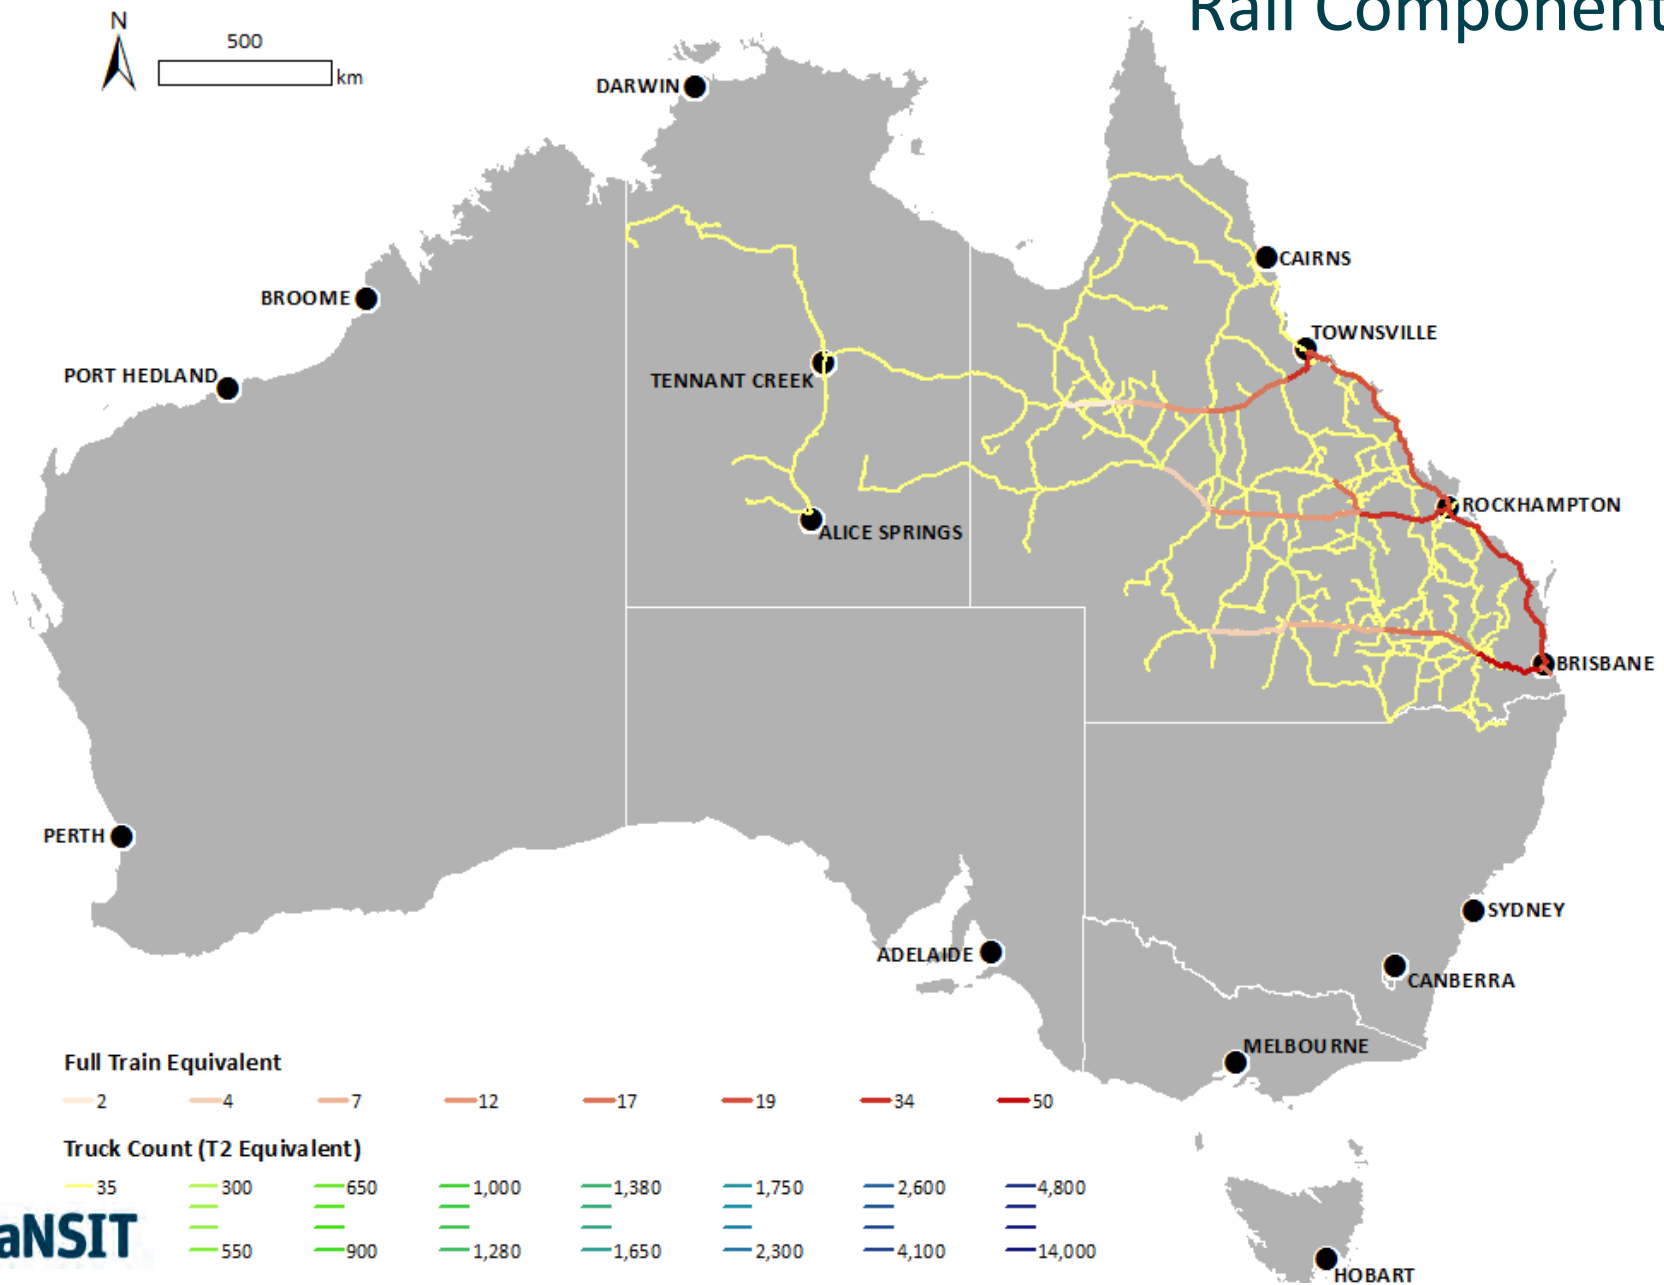 Rail Component
N
500
km
DARWIN
CAIRNS
BROOME
TOWNSVILLE
PORT HEDLAND
TENNANT CREEK
ROCKHAMPTON
ALICE SPRINGS
BRISBANE
PERTH
SYDNEY
ADELAIDE
CANBERRA
MELBOURNE
Full Train Equivalent
2 4 7 12 17 19 34 50
Truck Count (T2 Equivalent)
35 300 650 1,000 1,380 1,750 2,600 4,800
550 900 1,280 1,650 2,300 4,100 14,000
aNSIT
HOBART